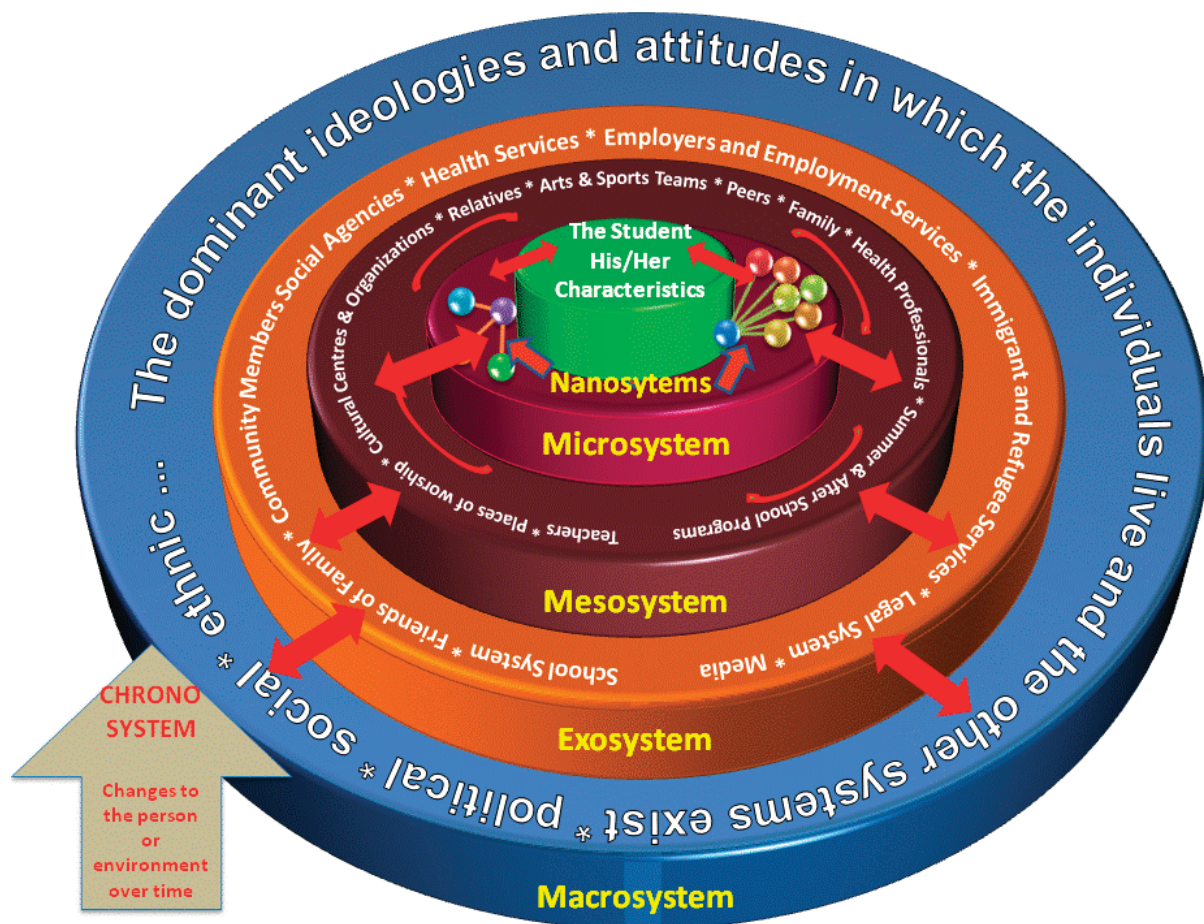 The dominant ideologies and attitudes in which the individuals live and the other systems exist * political * social * ethnic ...
School System * Friends of Family * Community Members Social Agencies * Health Services * Employers and Employment Services * Immigrant and Refugee Services * Legal System * Media
Teachers * Places of worship * Cultural Centres & Organizations * Relatives * Arts & Sports Teams * Peers * Family * Health Professionals * Summer & After School Programs
The Student
His/Her
Characteristics
Nanosytems
Microsystem
Mesosystem
Exosystem
Macrosystem
CHRONO
SYSTEM
Changes to
the person
or
environment
over time